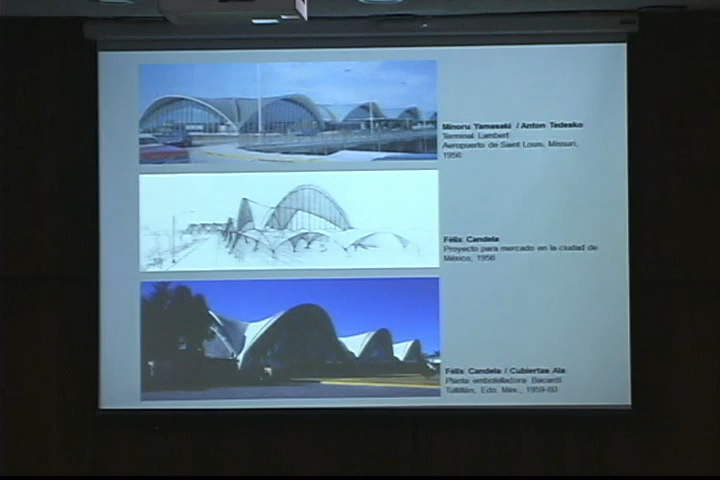 Minoru Yamasaki / Anton Tedesko
Terminal Lambert
Aeropuerto de Saint Louis, Missuri,
1956
Félix Candela
Proyecto para mercado en la ciudad de
México, 1956
Félix Candela / Cubiertas Ala
Planta embotelladora Bacardí
Tultitlán, Edo. Mex., 1959-60